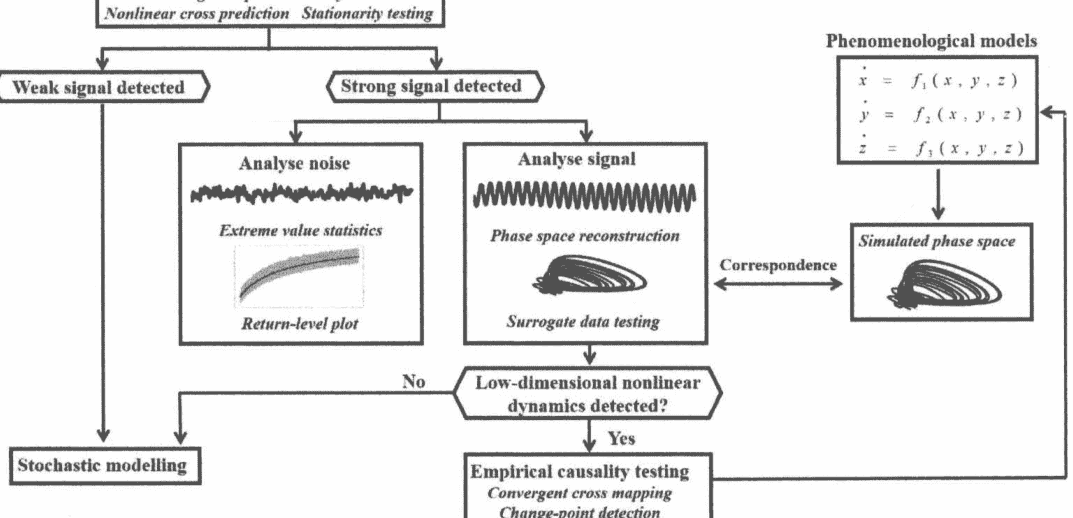 Nonlinear cross prediction Stationarity testing
Phenomenological models
Weak signal detected
Strong signal detected
ẋ = f₁ ( x , y , z )
ẏ = f₂ ( x , y , z )
ż = f₃ ( x , y , z )
Analyse noise
Analyse signal
Extreme value statistics
Phase space reconstruction
Simulated phase space
Correspondence
Return-level plot
Surrogate data testing
No
Low-dimensional nonlinear
dynamics detected?
Yes
Stochastic modelling
Empirical causality testing
Convergent cross mapping
Change-point detection